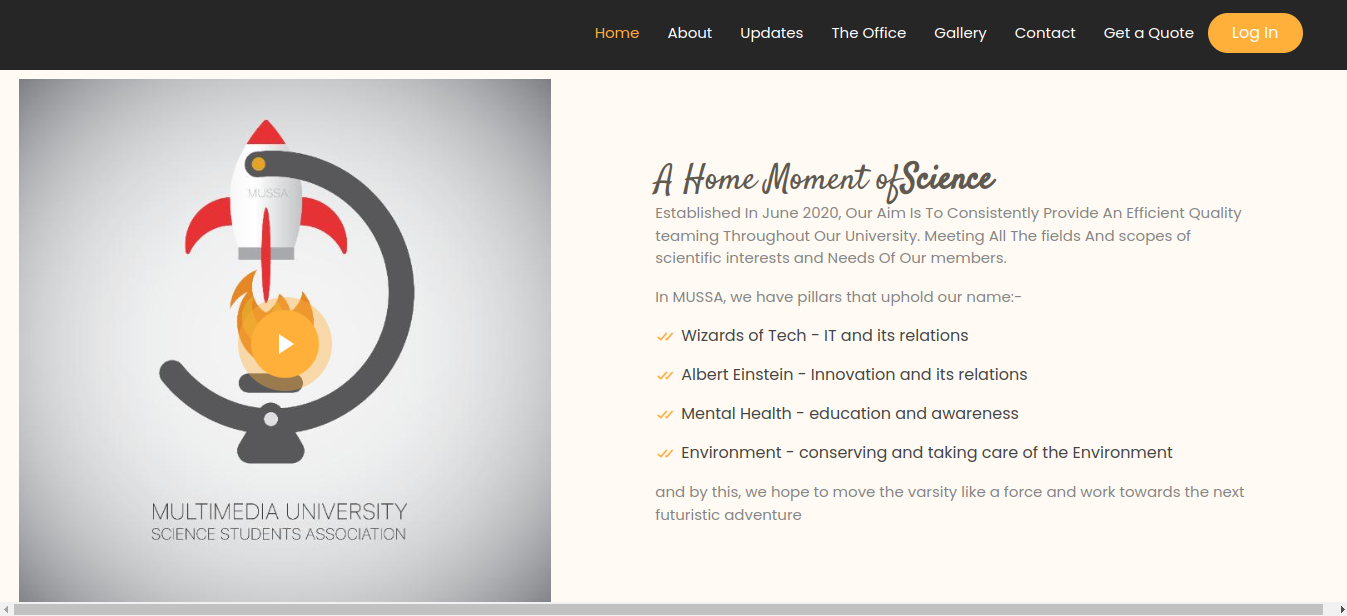 Home About Updates The Office Gallery Contact Get a Quote Log In
MUSSA
MULTIMEDIA UNIVERSITY
SCIENCE STUDENTS ASSOCIATION
A Home Moment of Science
Established In June 2020, Our Aim Is To Consistently Provide An Efficient Quality
teaming Throughout Our University. Meeting All The fields And scopes of
scientific interests and Needs Of Our members.
In MUSSA, we have pillars that uphold our name:-
Wizards of Tech - IT and its relations
Albert Einstein - Innovation and its relations
Mental Health - education and awareness
Environment - conserving and taking care of the Environment
and by this, we hope to move the varsity like a force and work towards the next
futuristic adventure